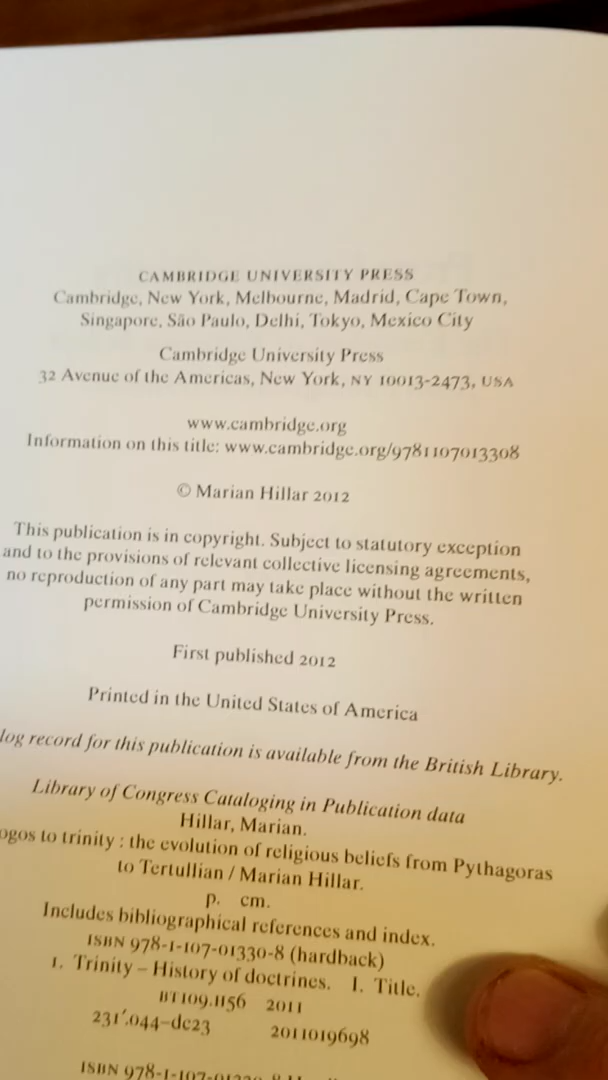 CAMBRIDGE UNIVERSITY PRESS
Cambridge, New York, Melbourne, Madrid, Cape Town,
Singapore, São Paulo, Delhi, Tokyo, Mexico City
Cambridge University Press
32 Avenue of the Americas, New York, NY 10013-2473, USA
www.cambridge.org
Information on this title: www.cambridge.org/9781107013308
© Marian Hillar 2012
This publication is in copyright. Subject to statutory exception
and to the provisions of relevant collective licensing agreements,
no reproduction of any part may take place without the written
permission of Cambridge University Press.
First published 2012
Printed in the United States of America
log record for this publication is available from the British Library.
Library of Congress Cataloging in Publication data
Hillar, Marian.
ogos to trinity : the evolution of religious beliefs from Pythagoras
to Tertullian / Marian Hillar.
p. cm.
Includes bibliographical references and index.
ISBN 978-1-107-01330-8 (hardback)
1. Trinity – History of doctrines. I. Title.
BT109.H56 2011
231′.044–dc23 2011019698
ISBN 978-1-107-01330-8